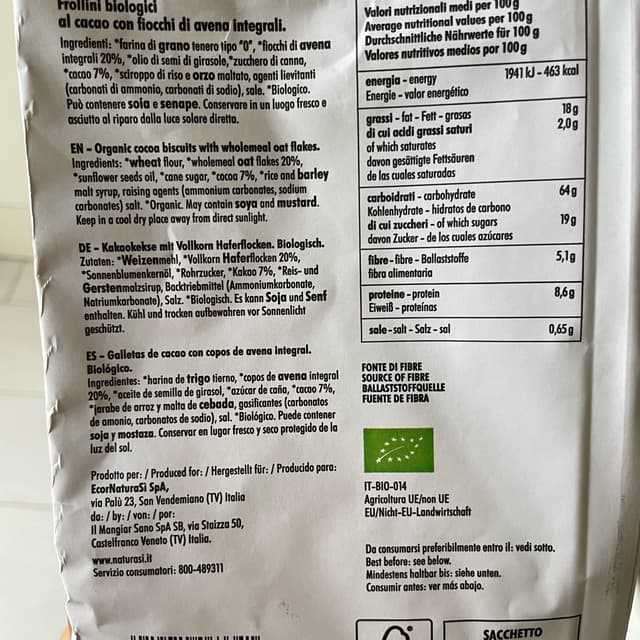 Frollini biologici
al cacao con fiocchi di avena integrali.
Ingredienti: *farina di grano tenero tipo "0", *fiocchi di avena
integrali 20%, *olio di semi di girasole,*zucchero di canna,
*cacao 7%, *sciroppo di riso e orzo maltato, agenti lievitanti
(carbonati di ammonio, carbonati di sodio), sale. *Biologico.
Può contenere soia e senape. Conservare in un luogo fresco e
asciutto al riparo dalla luce solare diretta.
EN – Organic cocoa biscuits with wholemeal oat flakes.
Ingredients: *wheat flour, *wholemeal oat flakes 20%,
*sunflower seeds oil, *cane sugar, *cocoa 7%, *rice and barley
malt syrup, raising agents (ammonium carbonates, sodium
carbonates) salt. *Organic. May contain soya and mustard.
Keep in a cool dry place away from direct sunlight.
DE – Kakaokekse mit Vollkorn Haferflocken. Biologisch.
Zutaten: *Weizenmehl, *Vollkorn Haferflocken 20%,
*Sonnenblumenkernöl, *Rohrzucker, *Kakao 7%, *Reis- und
Gerstenmalzsirup, Backtriebmittel (Ammoniumkarbonate,
Natriumkarbonate), Salz. *Biologisch. Es kann Soja und Senf
enthalten. Kühl und trocken aufbewahren vor Sonnenlicht
geschützt.
ES – Galletas de cacao con copos de avena integral.
Biológico.
Ingredientes: *harina de trigo tierno, *copos de avena integral
20%, *aceite de semilla de girasol, *azúcar de caña, *cacao 7%,
*jarabe de arroz y malta de cebada, gasificantes (carbonatos
de amonio, carbonatos de sodio), sal. *Biológico. Puede contener
soja y mostaza. Conservar en lugar fresco y seco protegido de la
luz del sol.
Prodotto per: / Produced for: / Hergestellt für: / Producido para:
EcorNaturaSì SpA,
via Palù 23, San Vendemiano (TV) Italia
da: / by: / von: / por:
Il Mangiar Sano SpA SB, via Staizza 50,
Castelfranco Veneto (TV) Italia.
www.naturasi.it
Servizio consumatori: 800-489311
Valori nutrizionali medi per 100 g
Average nutritional values per 100 g
Durchschnittliche Nährwerte für 100 g
Valores nutritivos medios por 100 g
energia - energy 1941 kJ - 463 kcal
Energie - valor energético
grassi - fat - Fett - grasas 18 g
di cui acidi grassi saturi 2,0 g
of which saturates
davon gesättigte Fettsäuren
de las cuales saturadas
carboidrati - carbohydrate 64 g
Kohlenhydrate - hidratos de carbono
di cui zuccheri - of which sugars 19 g
davon Zucker - de los cuales azúcares
fibre - fibre - Ballaststoffe 5,1 g
fibra alimentaria
proteine - protein 8,6 g
Eiweiß - proteínas
sale - salt - Salz - sal 0,65 g
FONTE DI FIBRE
SOURCE OF FIBRE
BALLASTSTOFFQUELLE
FUENTE DE FIBRA
IT-BIO-014
Agricoltura UE/non UE
EU/Nicht-EU-Landwirtschaft
Da consumarsi preferibilmente entro il: vedi sotto.
Best before: see below.
Mindestens haltbar bis: siehe unten.
Consumir antes: ver más abajo.
SACCHETTO